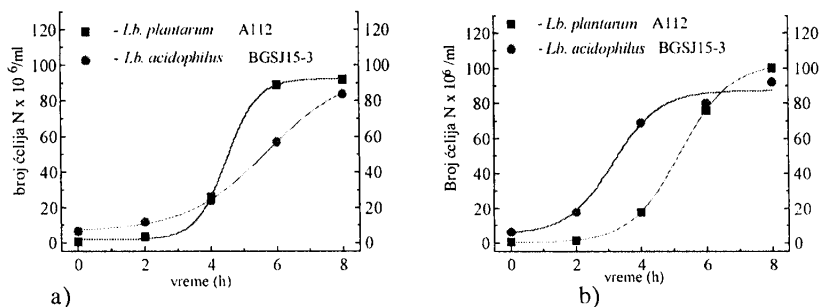 120
100
80
60
40
20
0
broj ćelija N x 10⁶/ml
- Lb. plantarum A112
- Lb. acidophilus BGSJ15-3
120
100
80
60
40
20
0
0 2 4 6 8
vreme (h)
a)
120
100
80
60
40
20
0
Broj ćelija N x 10⁶/ml
- Lb. plantarum A112
- Lb. acidophilus BGSJ15-3
120
100
80
60
40
20
0
0 2 4 6 8
vreme (h)
b)